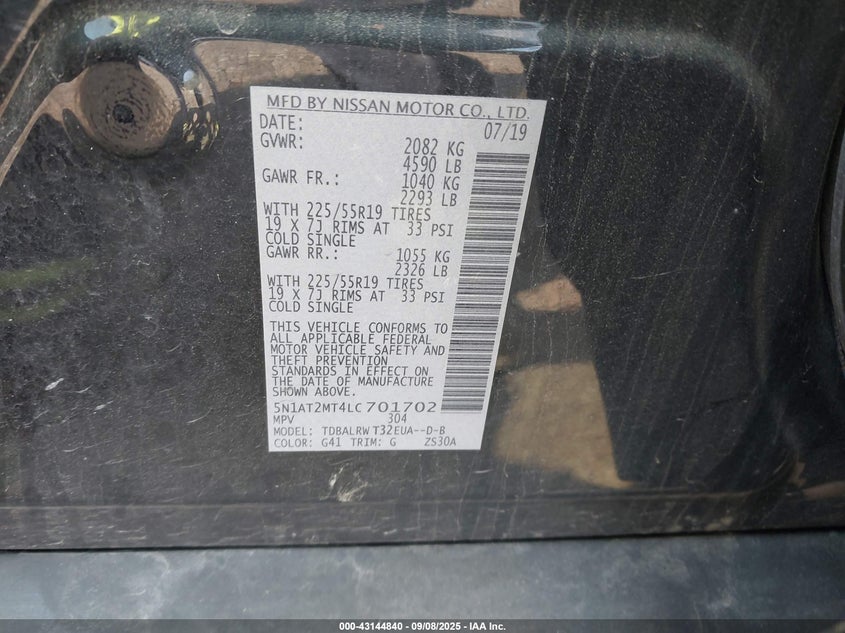 MFD BY NISSAN MOTOR CO., LTD.
DATE: 07/19
GVWR: 2082 KG
4590 LB
GAWR FR.: 1040 KG
2293 LB
WITH 225/55R19 TIRES
19 X 7J RIMS AT 33 PSI
COLD SINGLE
GAWR RR.: 1055 KG
2326 LB
WITH 225/55R19 TIRES
19 X 7J RIMS AT 33 PSI
COLD SINGLE
THIS VEHICLE CONFORMS TO
ALL APPLICABLE FEDERAL
MOTOR VEHICLE SAFETY AND
THEFT PREVENTION
STANDARDS IN EFFECT ON
THE DATE OF MANUFACTURE
SHOWN ABOVE.
5N1AT2MT4LC701702
MPV 304
MODEL: TDBALRW T32EUA--D-B
COLOR: G41 TRIM: G ZS30A
000-43144840 - 09/08/2025 - IAA Inc.